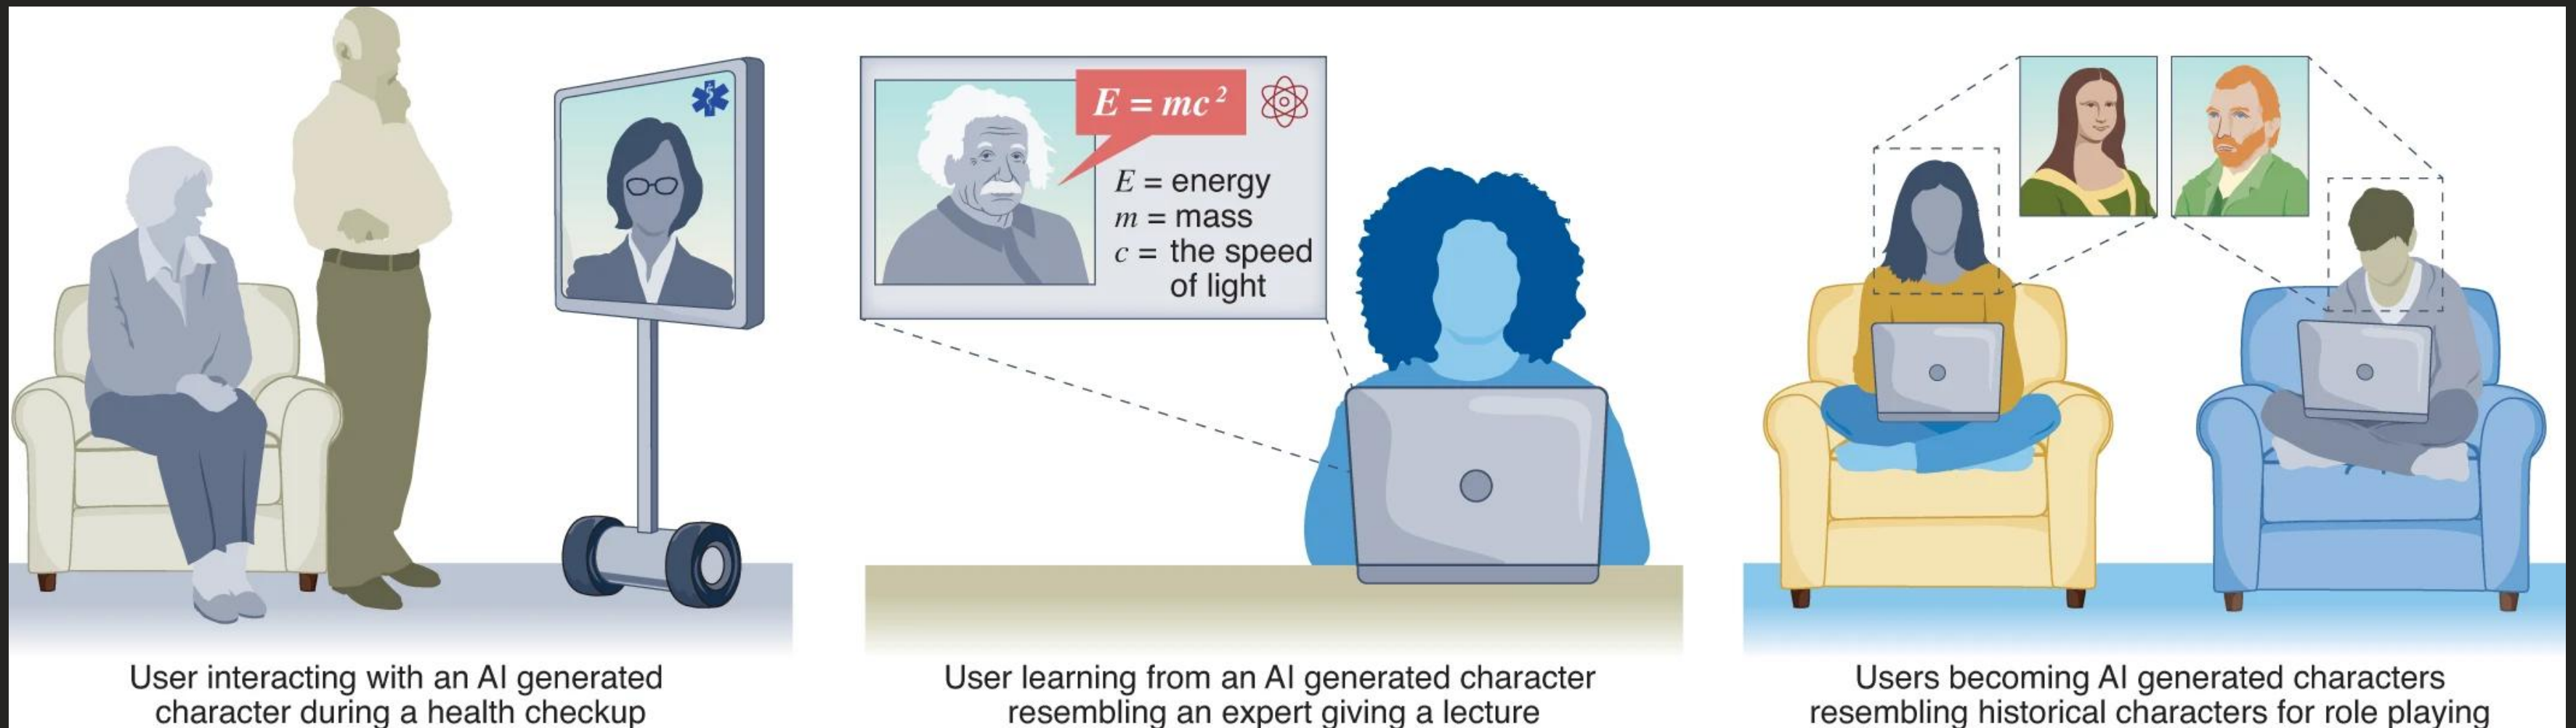 E = mc²
E = energy
m = mass
c = the speed
of light
User interacting with an AI generated
character during a health checkup
User learning from an AI generated character
resembling an expert giving a lecture
Users becoming AI generated characters
resembling historical characters for role playing